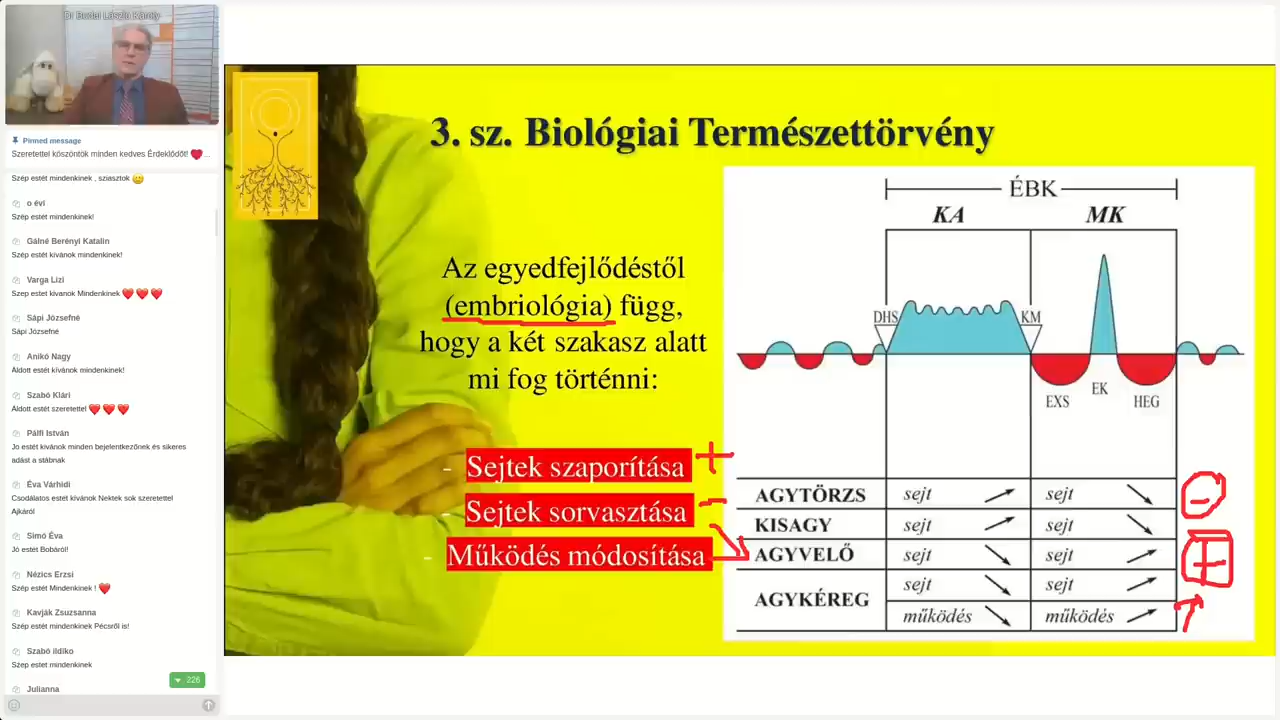 Dr Budai László Károly
Pinned message
Szeretettel köszöntök minden kedves Érdeklődőt! ❤️...
Szép estét mindenkinek , sziasztok 🙂
o évi
Szép estét mindenkinek!
Gálné Berényi Katalin
Szép estét kívánok mindenkinek!
Varga Lizi
Szep estet kivanok Mindenkinek ❤️ ❤️ ❤️
Sápi Józsefné
Sápi Józsefné
Anikó Nagy
Áldott estét kívánok mindenkinek!
Szabó Klári
Áldott estét szeretettel ❤️ ❤️ ❤️
Pálfi István
Jo estét kivánok minden bejelentkezőnek és sikeres
adást a stábnak
Éva Várhidi
Csodálatos estét kívánok Nektek sok szeretettel
Ajkáról
Simó Éva
Jó estét Bobáról!
Nézics Erzsi
Szép estét Mindenkinek ! ❤️
Kavják Zsuzsanna
Szép estét mindenkinek Pécsről is!
Szabó ildiko
Szép estet mindenkinek
Julianna
226
3. sz. Biológiai Természettörvény
Az egyedfejlődéstől
(embriológia) függ,
hogy a két szakasz alatt
mi fog történni:
- Sejtek szaporítása +
- Sejtek sorvasztása -
- Működés módosítása
ÉBK
KA MK
DHS KM
EXS EK HEG
AGYTÖRZS sejt sejt -
KISAGY sejt sejt
AGYVELŐ sejt sejt +
AGYKÉREG sejt sejt
működés működés